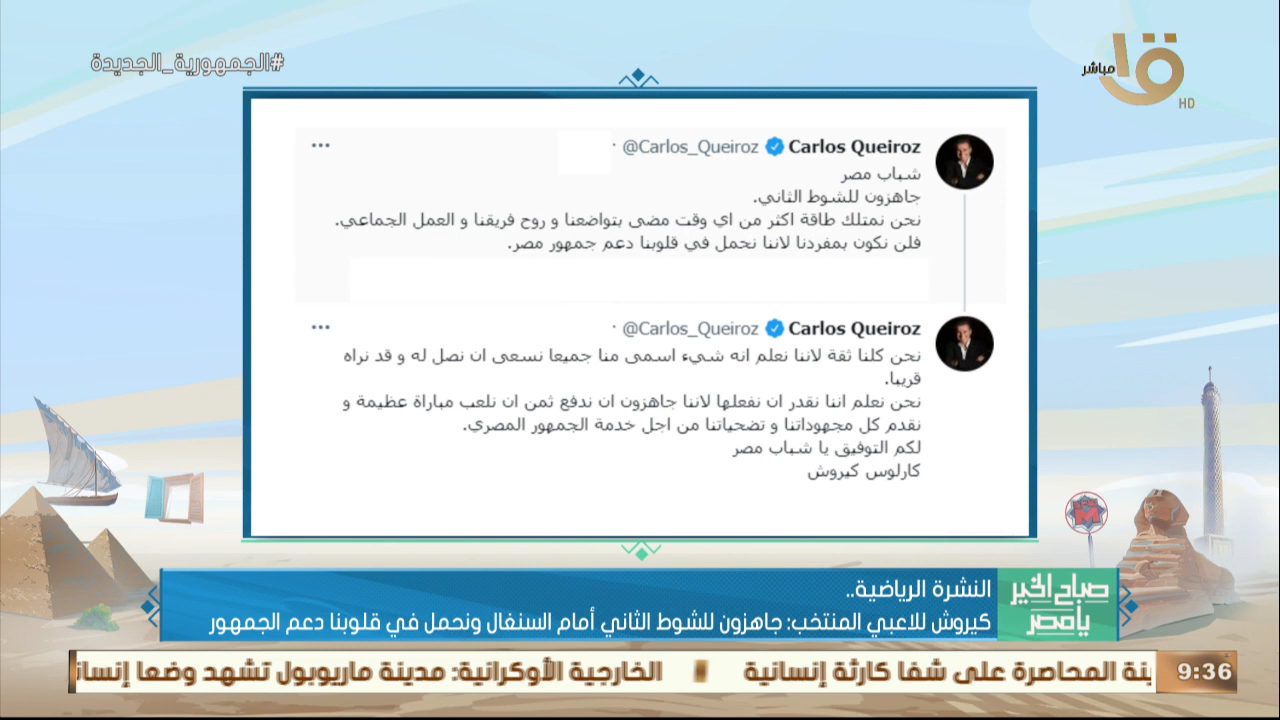 #الجمهورية_الجديدة
مباشر
HD
Carlos Queiroz @Carlos_Queiroz ·
شباب مصر
جاهزون للشوط الثاني.
نحن نمتلك طاقة اكثر من اي وقت مضى بتواضعنا و روح فريقنا و العمل الجماعي.
فلن نكون بمفردنا لاننا نحمل في قلوبنا دعم جمهور مصر.
Carlos Queiroz @Carlos_Queiroz ·
نحن كلنا ثقة لاننا نعلم انه شيء اسمى منا جميعا نسعى ان نصل له و قد نراه
قريبا.
نحن نعلم اننا نقدر ان نفعلها لاننا جاهزون ان ندفع ثمن ان نلعب مباراة عظيمة و
نقدم كل مجهوداتنا و تضحياتنا من اجل خدمة الجمهور المصري.
لكم التوفيق يا شباب مصر
كارلوس كيروش
صباح الخير
يا مصر
النشرة الرياضية..
كيروش للاعبي المنتخب: جاهزون للشوط الثاني أمام السنغال ونحمل في قلوبنا دعم الجمهور
9:36
المحاصرة على شفا كارثة إنسانية
الخارجية الأوكرانية: مدينة ماريوبول تشهد وضعا